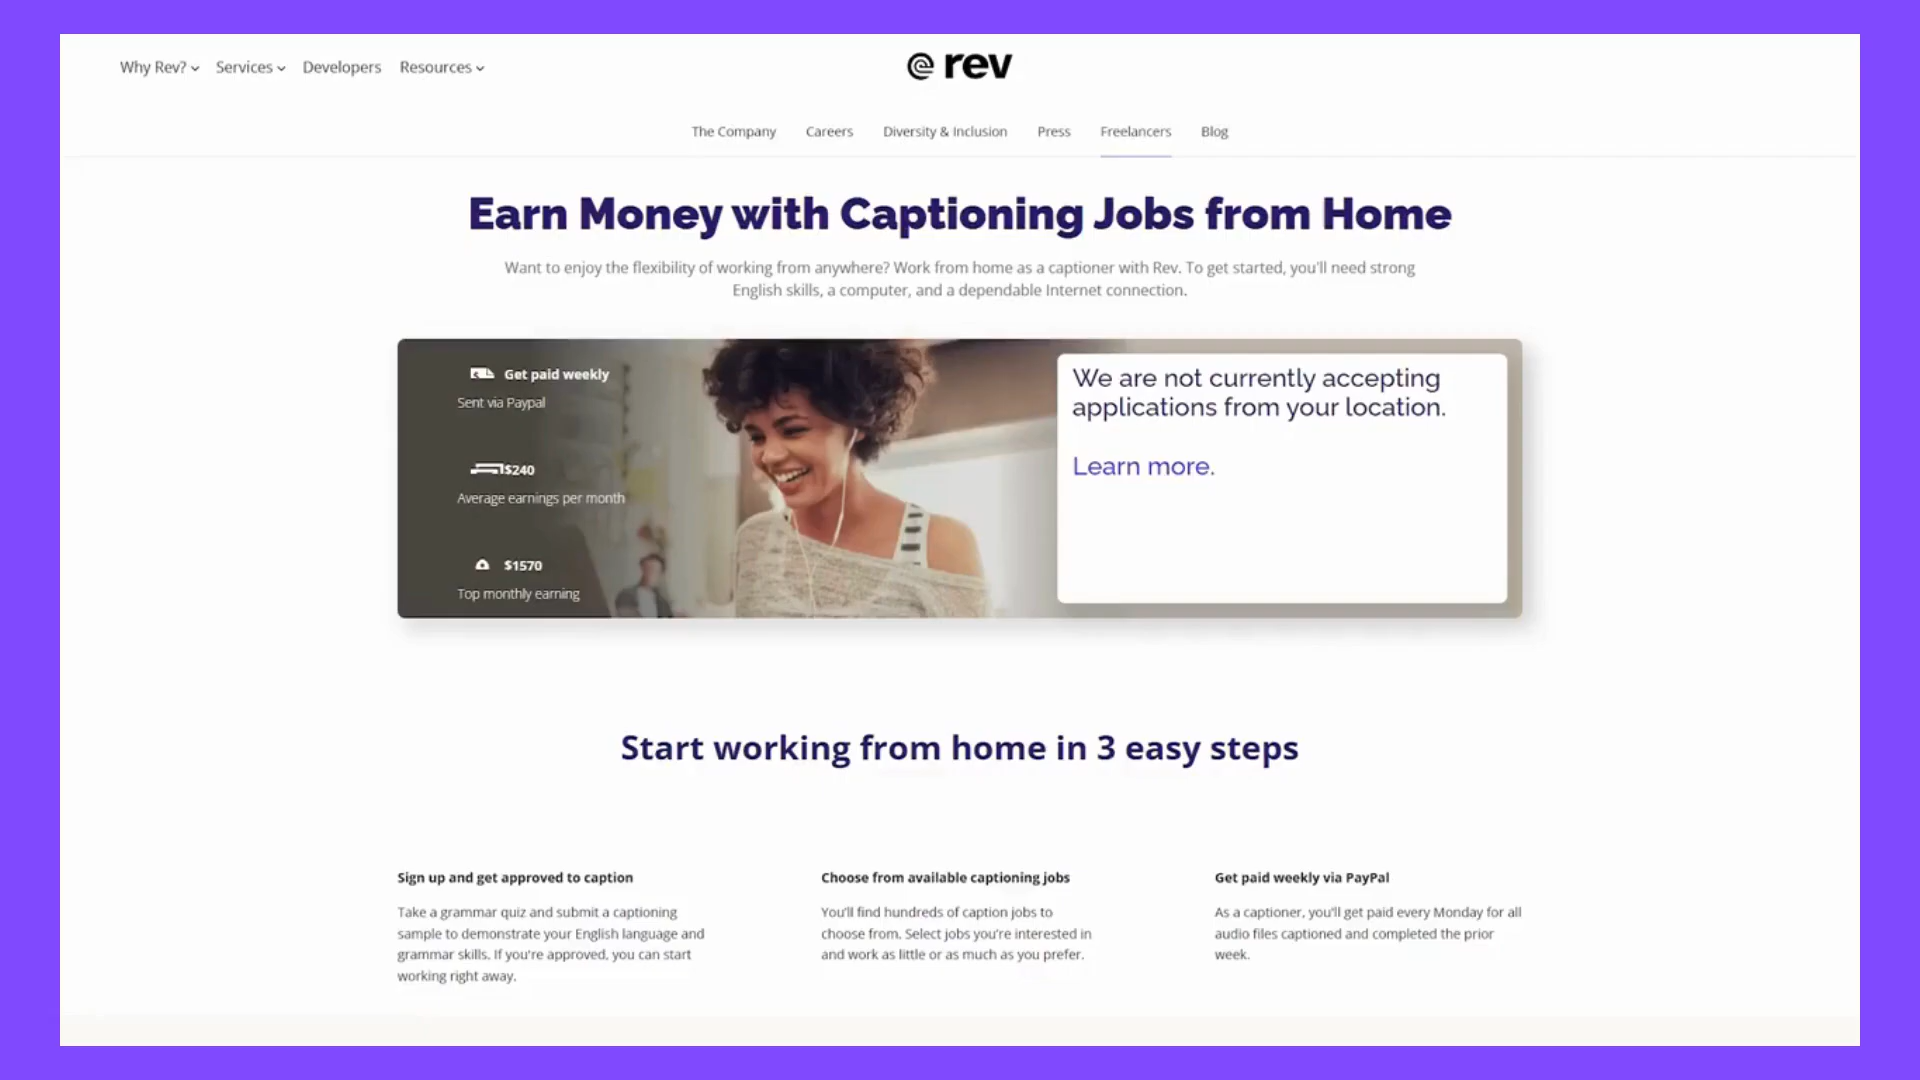 Why Rev? Services Developers Resources
rev
The Company Careers Diversity & Inclusion Press Freelancers Blog
Earn Money with Captioning Jobs from Home
Want to enjoy the flexibility of working from anywhere? Work from home as a captioner with Rev. To get started, you'll need strong
English skills, a computer, and a dependable Internet connection.
Get paid weekly
Sent via Paypal
$240
Average earnings per month
$1570
Top monthly earning
We are not currently accepting
applications from your location.
Learn more.
Start working from home in 3 easy steps
Sign up and get approved to caption
Take a grammar quiz and submit a captioning
sample to demonstrate your English language and
grammar skills. If you're approved, you can start
working right away.
Choose from available captioning jobs
You'll find hundreds of caption jobs to
choose from. Select jobs you're interested in
and work as little or as much as you prefer.
Get paid weekly via PayPal
As a captioner, you'll get paid every Monday for all
audio files captioned and completed the prior
week.